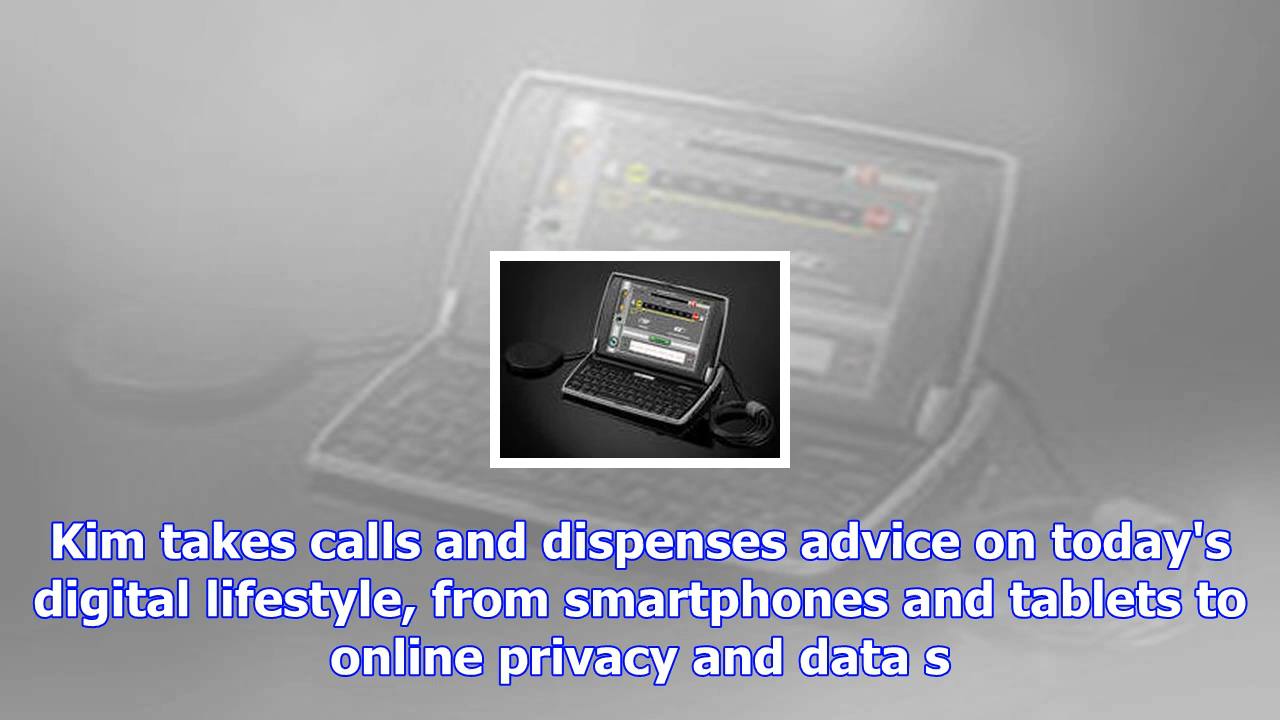 Kim takes calls and dispenses advice on today's
digital lifestyle, from smartphones and tablets to
online privacy and data s